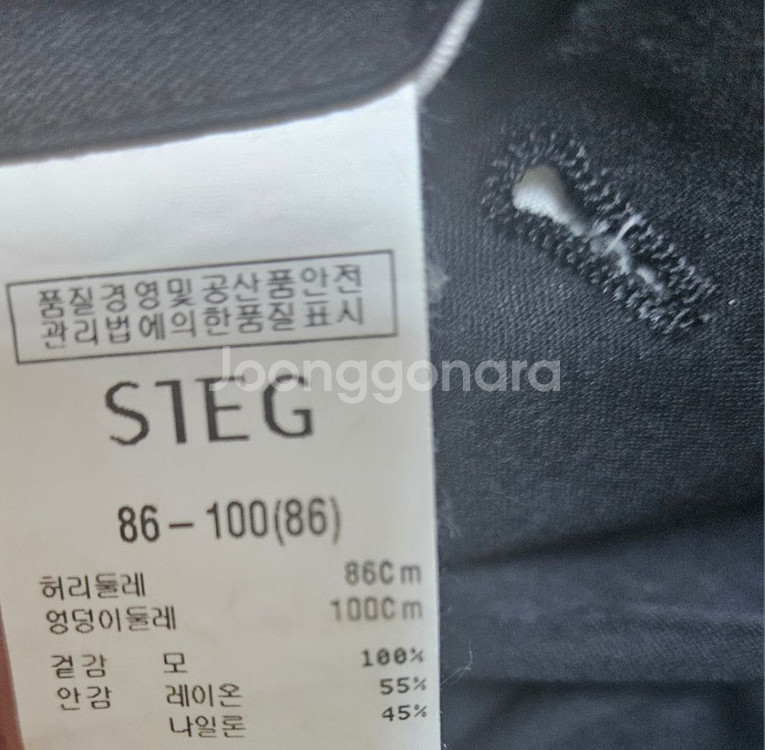 품질경영및공산품안전
관리법에의한품질표시
Joonggonara
SIEG
86-100(86)
허리둘레 86Cm
엉덩이둘레 100Cm
겉감 모 100%
안감 레이온 55%
나일론 45%